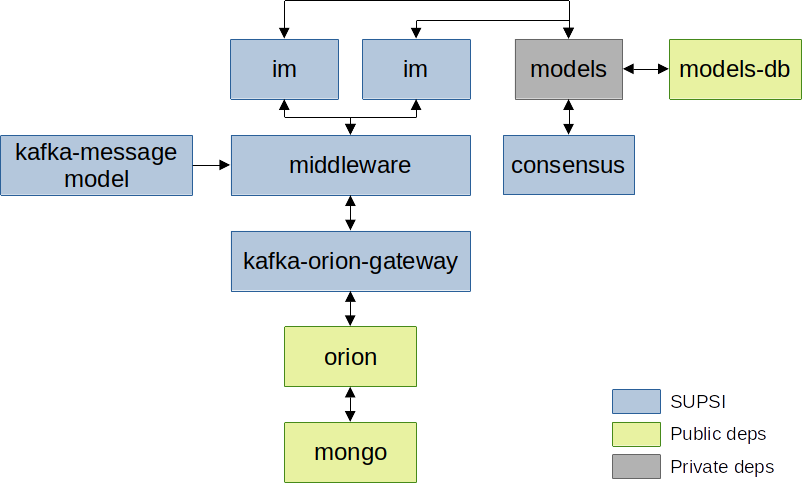 im
im
models
models-db
kafka-message
model
middleware
consensus
kafka-orion-gateway
orion
mongo
SUPSI
Public deps
Private deps